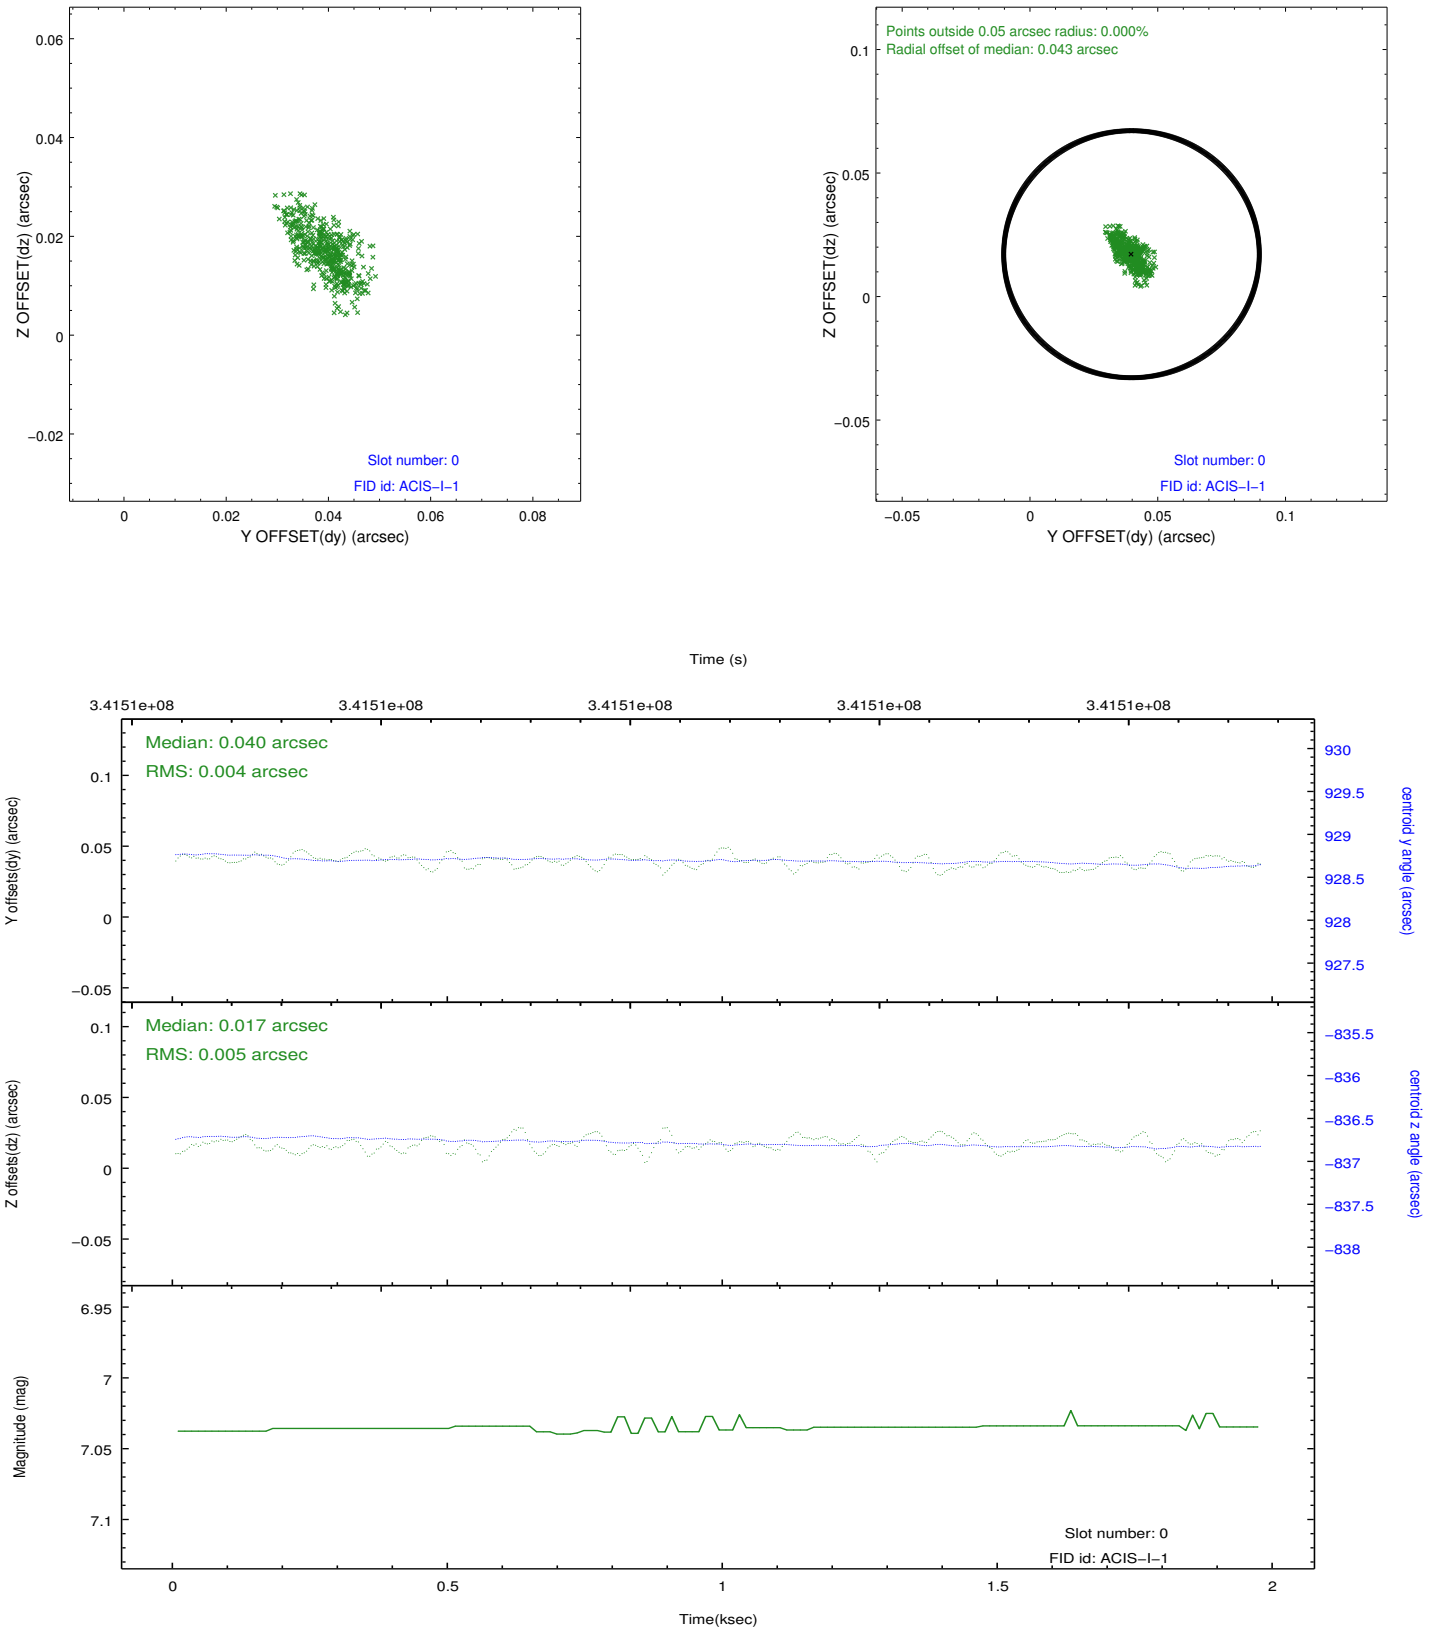 0.06
0.04
0.02
0
−0.02
Z OFFSET(dz) (arcsec)
Slot number: 0
FID id: ACIS−I−1
0
0.02
0.04
0.06
0.08
Y OFFSET(dy) (arcsec)
Points outside 0.05 arcsec radius: 0.000%
Radial offset of median: 0.043 arcsec
0.1
0.05
0
−0.05
Z OFFSET(dz) (arcsec)
Slot number: 0
FID id: ACIS−I−1
−0.05
0
0.05
0.1
Y OFFSET(dy) (arcsec)
Time (s)
3.4151e+08
3.4151e+08
3.4151e+08
3.4151e+08
3.4151e+08
Median: 0.040 arcsec
RMS: 0.004 arcsec
0.1
0.05
0
−0.05
Y offsets(dy) (arcsec)
930
929.5
929
928.5
928
927.5
centroid y angle (arcsec)
Median: 0.017 arcsec
RMS: 0.005 arcsec
0.1
0.05
0
−0.05
Z offsets(dz) (arcsec)
−835.5
−836
−836.5
−837
−837.5
−838
centroid z angle (arcsec)
6.95
7
7.05
7.1
Magnitude (mag)
Slot number: 0
FID id: ACIS−I−1
0
0.5
1
1.5
2
Time(ksec)